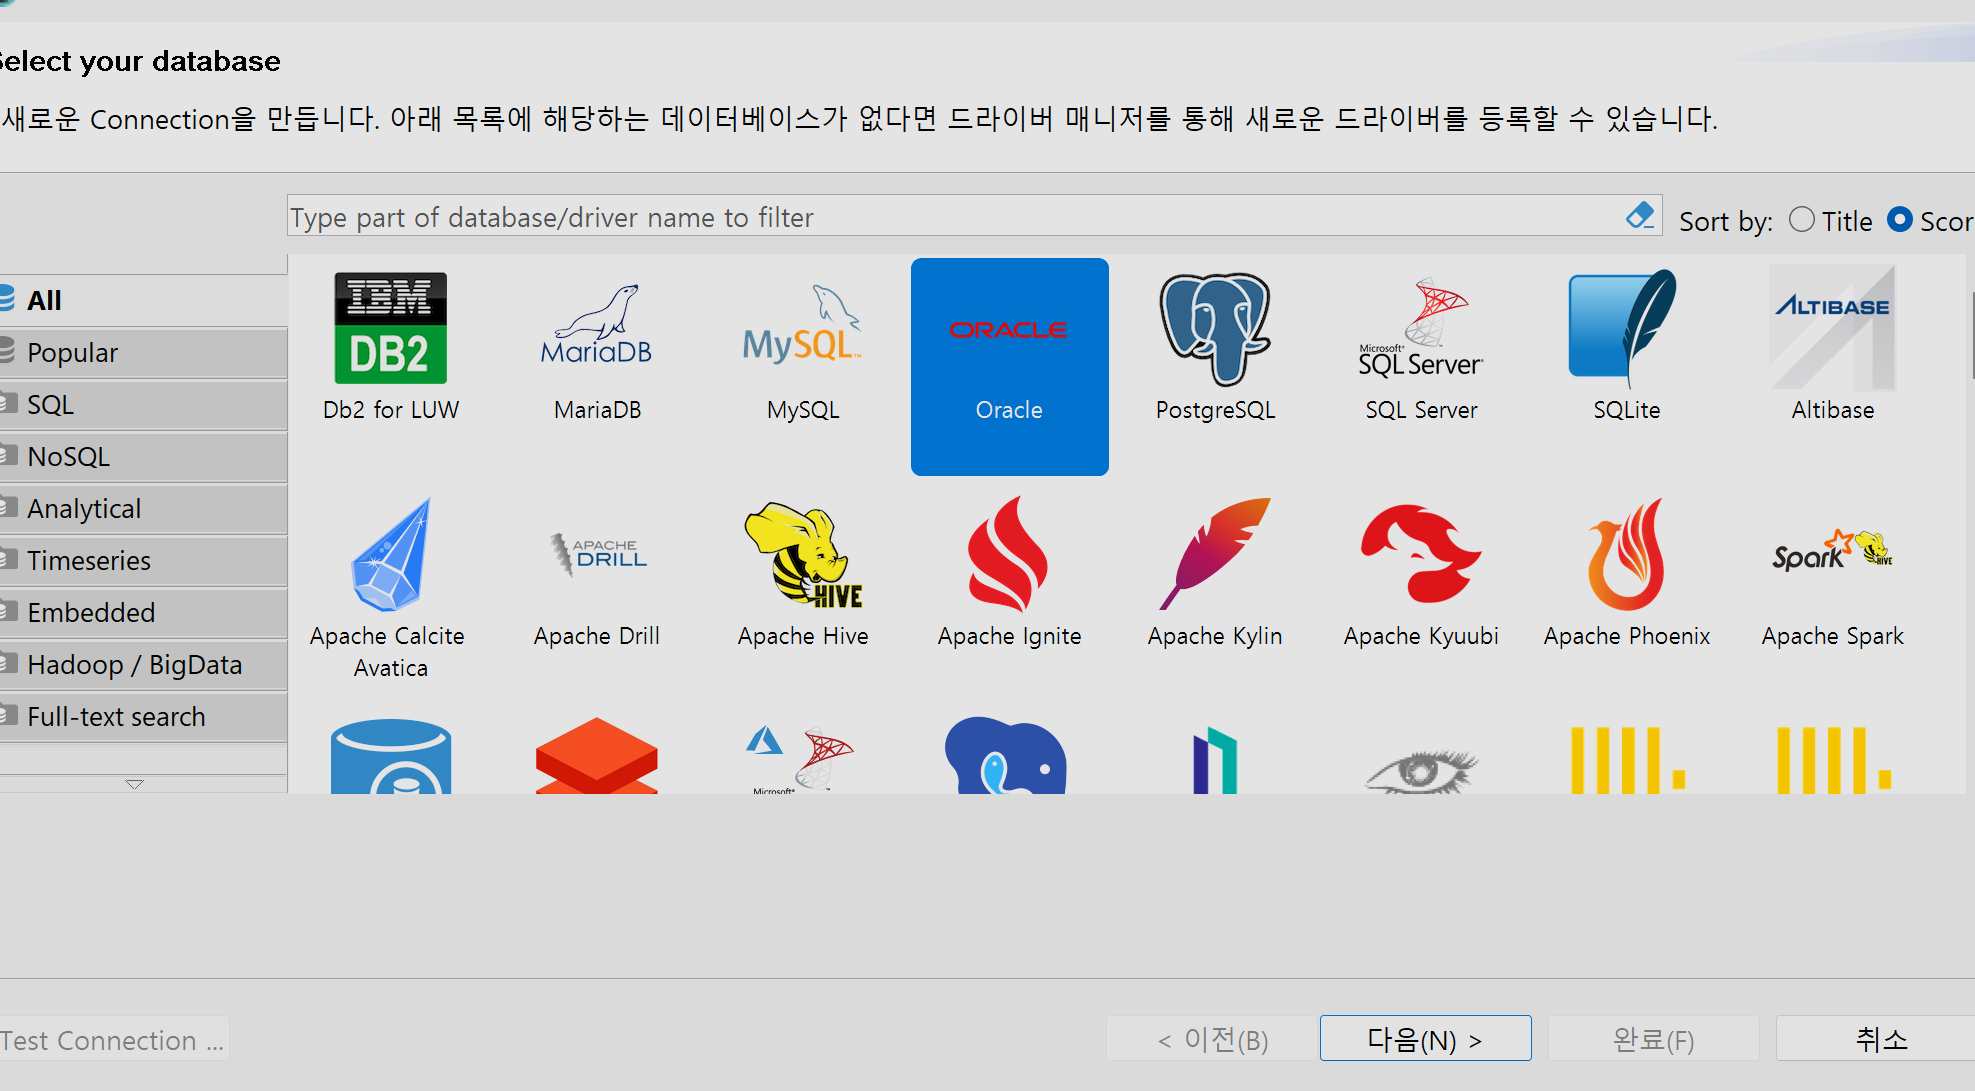 Select your database
새로운 Connection을 만듭니다. 아래 목록에 해당하는 데이터베이스가 없다면 드라이버 매니저를 통해 새로운 드라이버를 등록할 수 있습니다.
Type part of database/driver name to filter
Sort by: Title Scor
All
Popular
SQL
NoSQL
Analytical
Timeseries
Embedded
Hadoop / BigData
Full-text search
IBM
DB2
MariaDB
MySQL™
ORACLE
Microsoft®
SQL Server®
ALTIBASE
Db2 for LUW
MariaDB
MySQL
Oracle
PostgreSQL
SQL Server
SQLite
Altibase
APACHE
DRILL
HIVE
Spark
HIVE
Apache Calcite
Avatica
Apache Drill
Apache Hive
Apache Ignite
Apache Kylin
Apache Kyuubi
Apache Phoenix
Apache Spark
Microsoft®
Test Connection ...
< 이전(B)
다음(N) >
완료(F)
취소